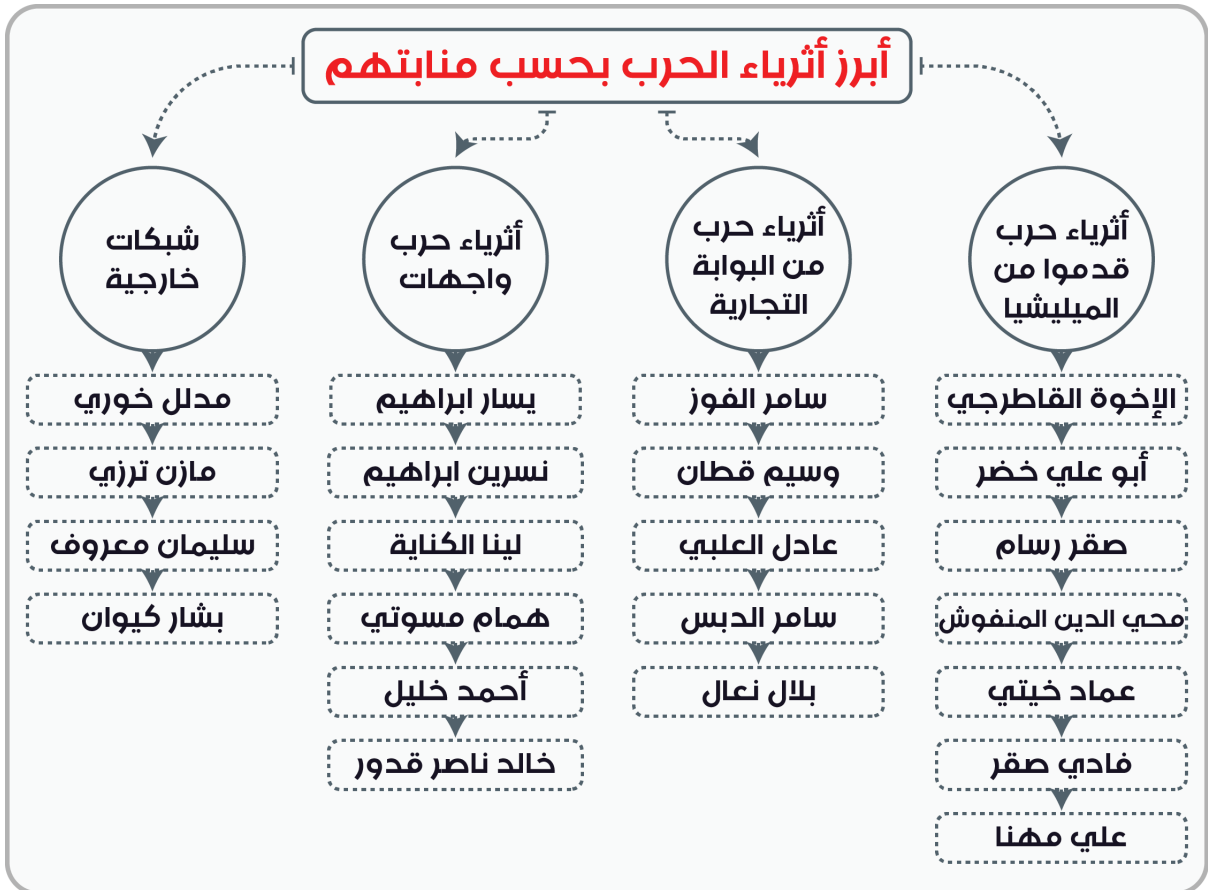 أبرز أثرياء الحرب بحسب منابتهم
أثرياء حرب
قدموا من
الميليشيا
الإخوة القاطرجي
أبو علي خضر
صقر رسام
محي الدين المنفوش
عماد خيتي
فادي صقر
علي مهنا
أثرياء حرب
من البوابة
التجارية
سامر الفوز
وسيم قطان
عادل العلبي
سامر الدبس
بلال نعال
أثرياء حرب
واجهات
يسار ابراهيم
نسرين ابراهيم
لينا الكناية
همام مسوتي
أحمد خليل
خالد ناصر قدور
شبكات
خارجية
مدلل خوري
مازن ترزي
سليمان معروف
بشار كيوان